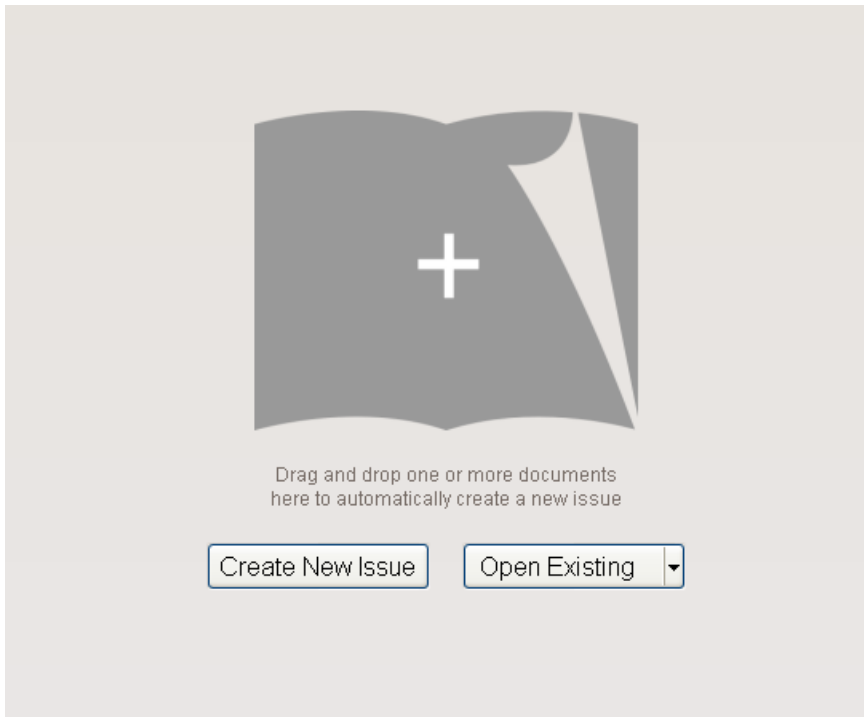 Drag and drop one or more documents
here to automatically create a new issue
Create New Issue
Open Existing